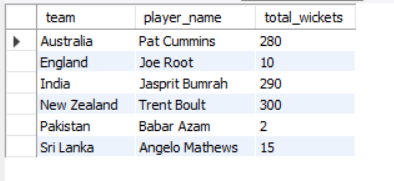 team player_name total_wickets
Australia Pat Cummins 280
England Joe Root 10
India Jasprit Bumrah 290
New Zealand Trent Boult 300
Pakistan Babar Azam 2
Sri Lanka Angelo Mathews 15